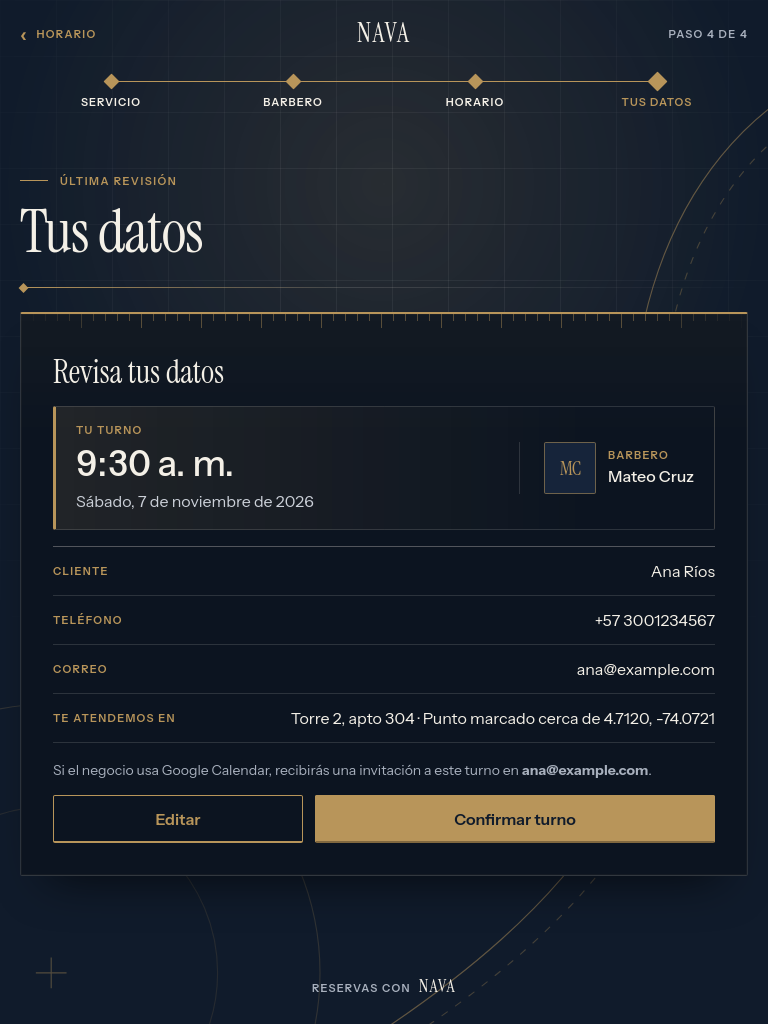 ‹ HORARIO
NAVA
PASO 4 DE 4
SERVICIO
BARBERO
HORARIO
TUS DATOS
ÚLTIMA REVISIÓN
Tus datos
Revisa tus datos
TU TURNO
9:30 a. m.
Sábado, 7 de noviembre de 2026
MC
BARBERO
Mateo Cruz
CLIENTE
Ana Ríos
TELÉFONO
+57 3001234567
CORREO
ana@example.com
TE ATENDEMOS EN
Torre 2, apto 304 · Punto marcado cerca de 4.7120, -74.0721
Si el negocio usa Google Calendar, recibirás una invitación a este turno en ana@example.com.
Editar
Confirmar turno
RESERVAS CON NAVA